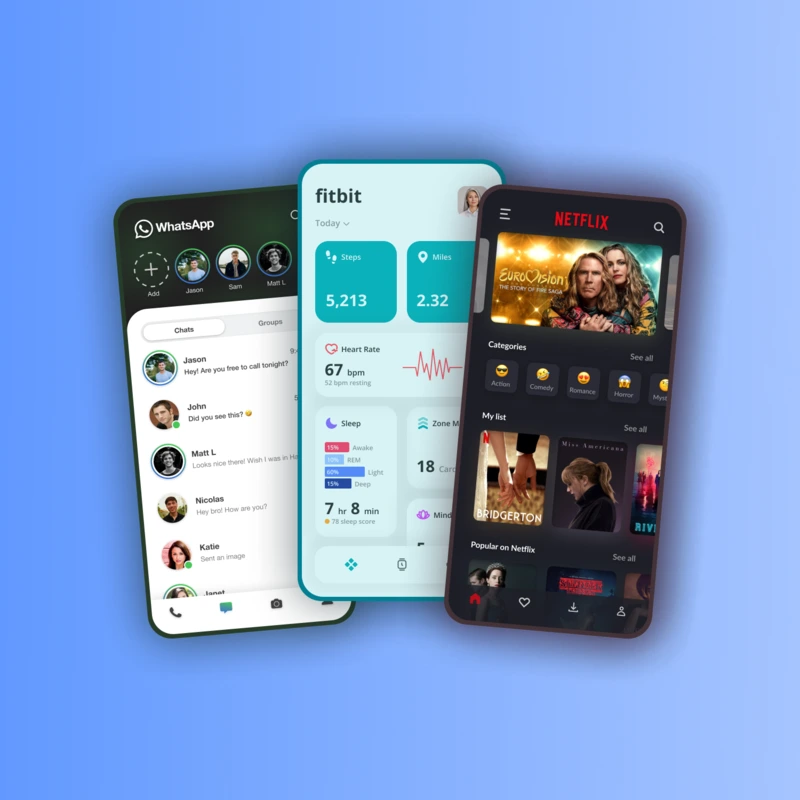 WhatsApp
Add
Jason
Sam
Matt L
Chats
Groups
Jason
Hey! Are you free to call tonight?
John
Did you see this? 😏
Matt L
Looks nice there! Wish I was in
Nicolas
Hey bro! How are you?
Katie
Sent an image
Janet
fitbit
Today
Steps
5,213
Miles
2.32
Heart Rate
67 bpm
52 bpm resting
Sleep
15% Awake
10% REM
60% Light
15% Deep
7 hr 8 min
78 sleep score
Zone M
18 Card
Mind
NETFLIX
EUROVISION
THE STORY OF FIRE SAGA
Categories
See all
Action
Comedy
Romance
Horror
Myst
My list
See all
N
BRIDGERTON
Miss Americana
RIV
Popular on Netflix
See all